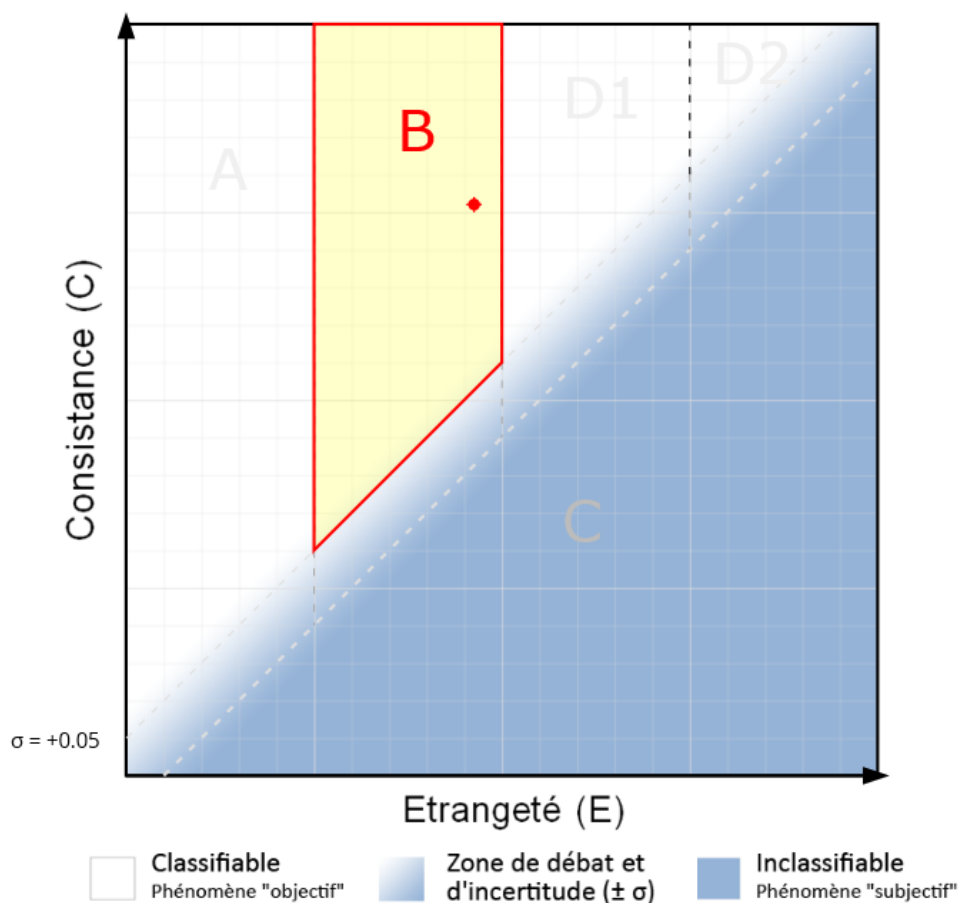 D2
D1
B
A
Consistance (C)
C
σ = +0.05
Etrangeté (E)
Classifiable
Phénomène "objectif"
Zone de débat et
d'incertitude (± σ)
Inclassifiable
Phénomène "subjectif"